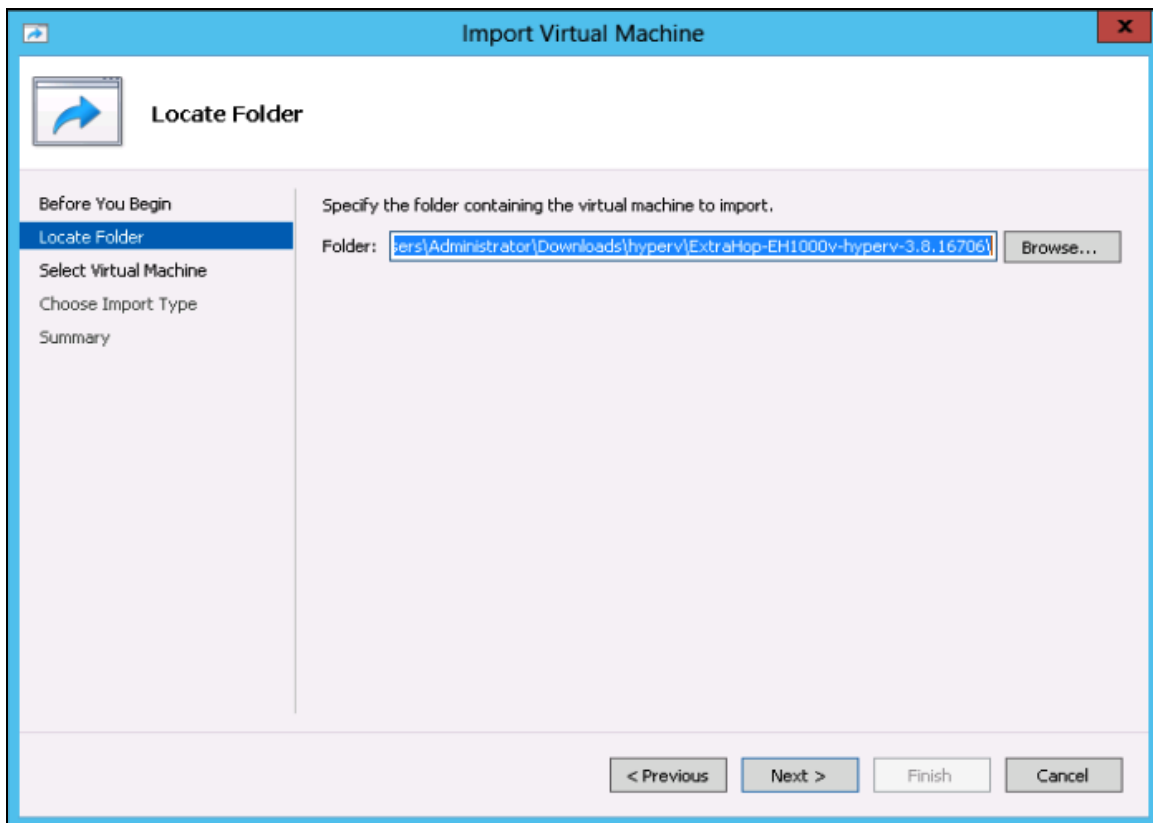 Import Virtual Machine
x
Locate Folder
Before You Begin
Locate Folder
Select Virtual Machine
Choose Import Type
Summary
Specify the folder containing the virtual machine to import.
Folder: sers\Administrator\Downloads\hyperv\ExtraHop-EH1000v-hyperv-3.8.16706\ Browse...
< Previous Next > Finish Cancel